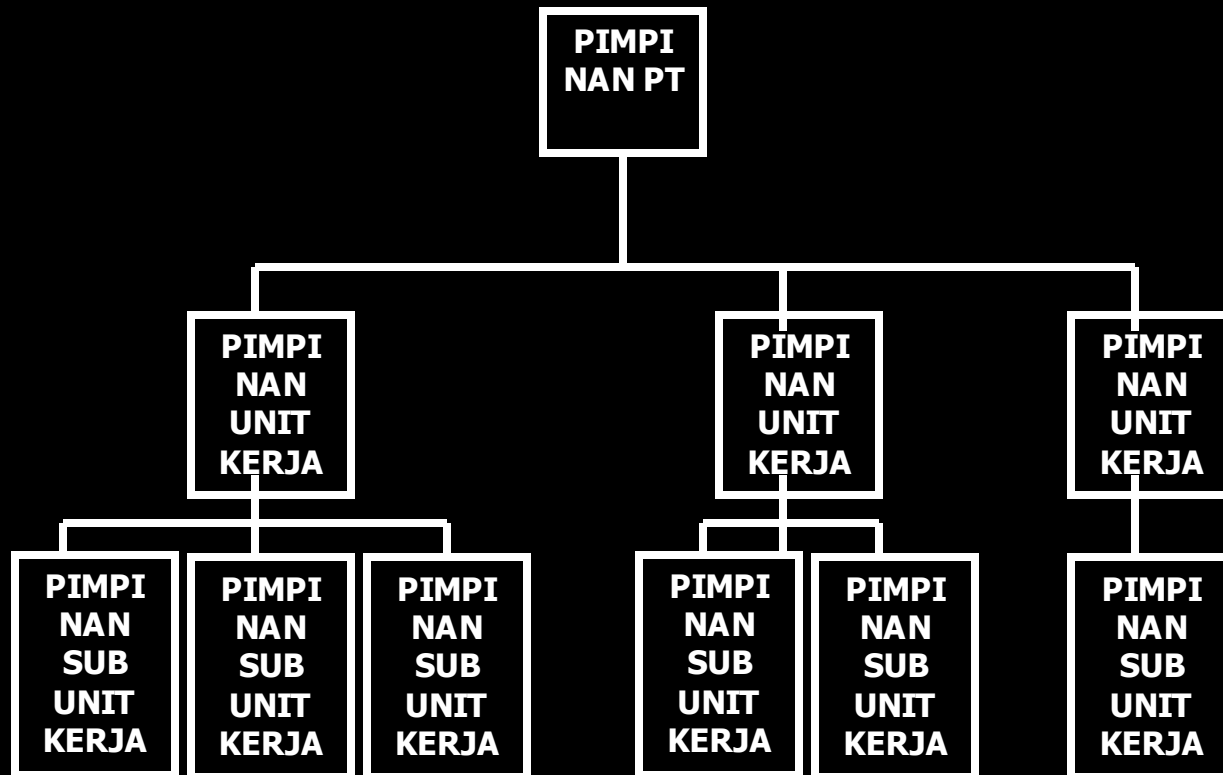 PIMPI
NAN PT
PIMPI
NAN
UNIT
KERJA
PIMPI
NAN
UNIT
KERJA
PIMPI
NAN
UNIT
KERJA
PIMPI
NAN
SUB
UNIT
KERJA
PIMPI
NAN
SUB
UNIT
KERJA
PIMPI
NAN
SUB
UNIT
KERJA
PIMPI
NAN
SUB
UNIT
KERJA
PIMPI
NAN
SUB
UNIT
KERJA
PIMPI
NAN
SUB
UNIT
KERJA